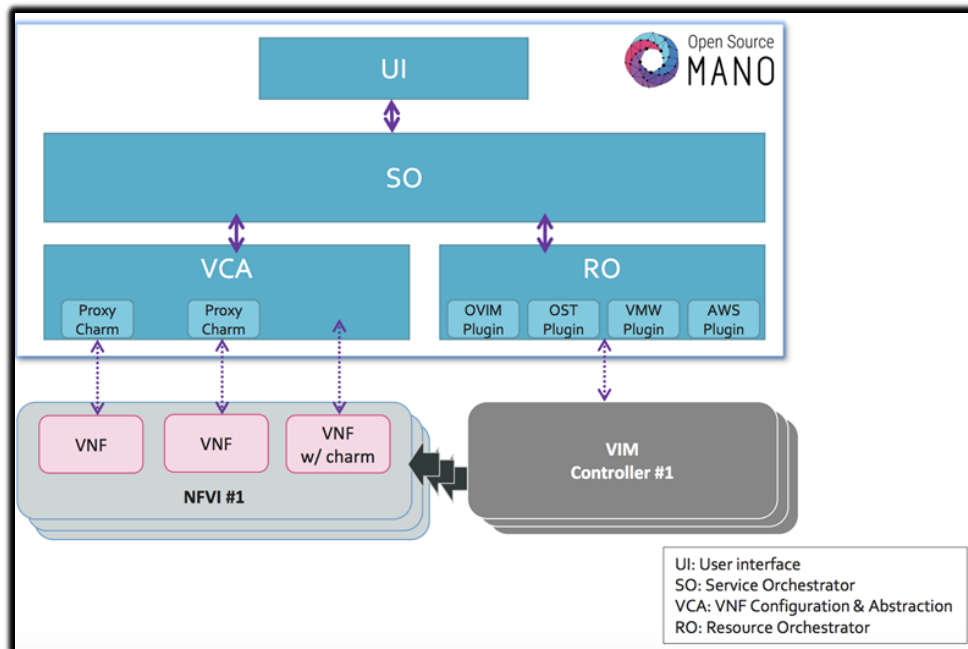 Open Source
MANO
UI
SO
VCA
RO
Proxy
Charm
Proxy
Charm
OVIM
Plugin
OST
Plugin
VMW
Plugin
AWS
Plugin
VNF
VNF
VNF
w/ charm
NFVI #1
VIM
Controller #1
UI: User interface
SO: Service Orchestrator
VCA: VNF Configuration & Abstraction
RO: Resource Orchestrator